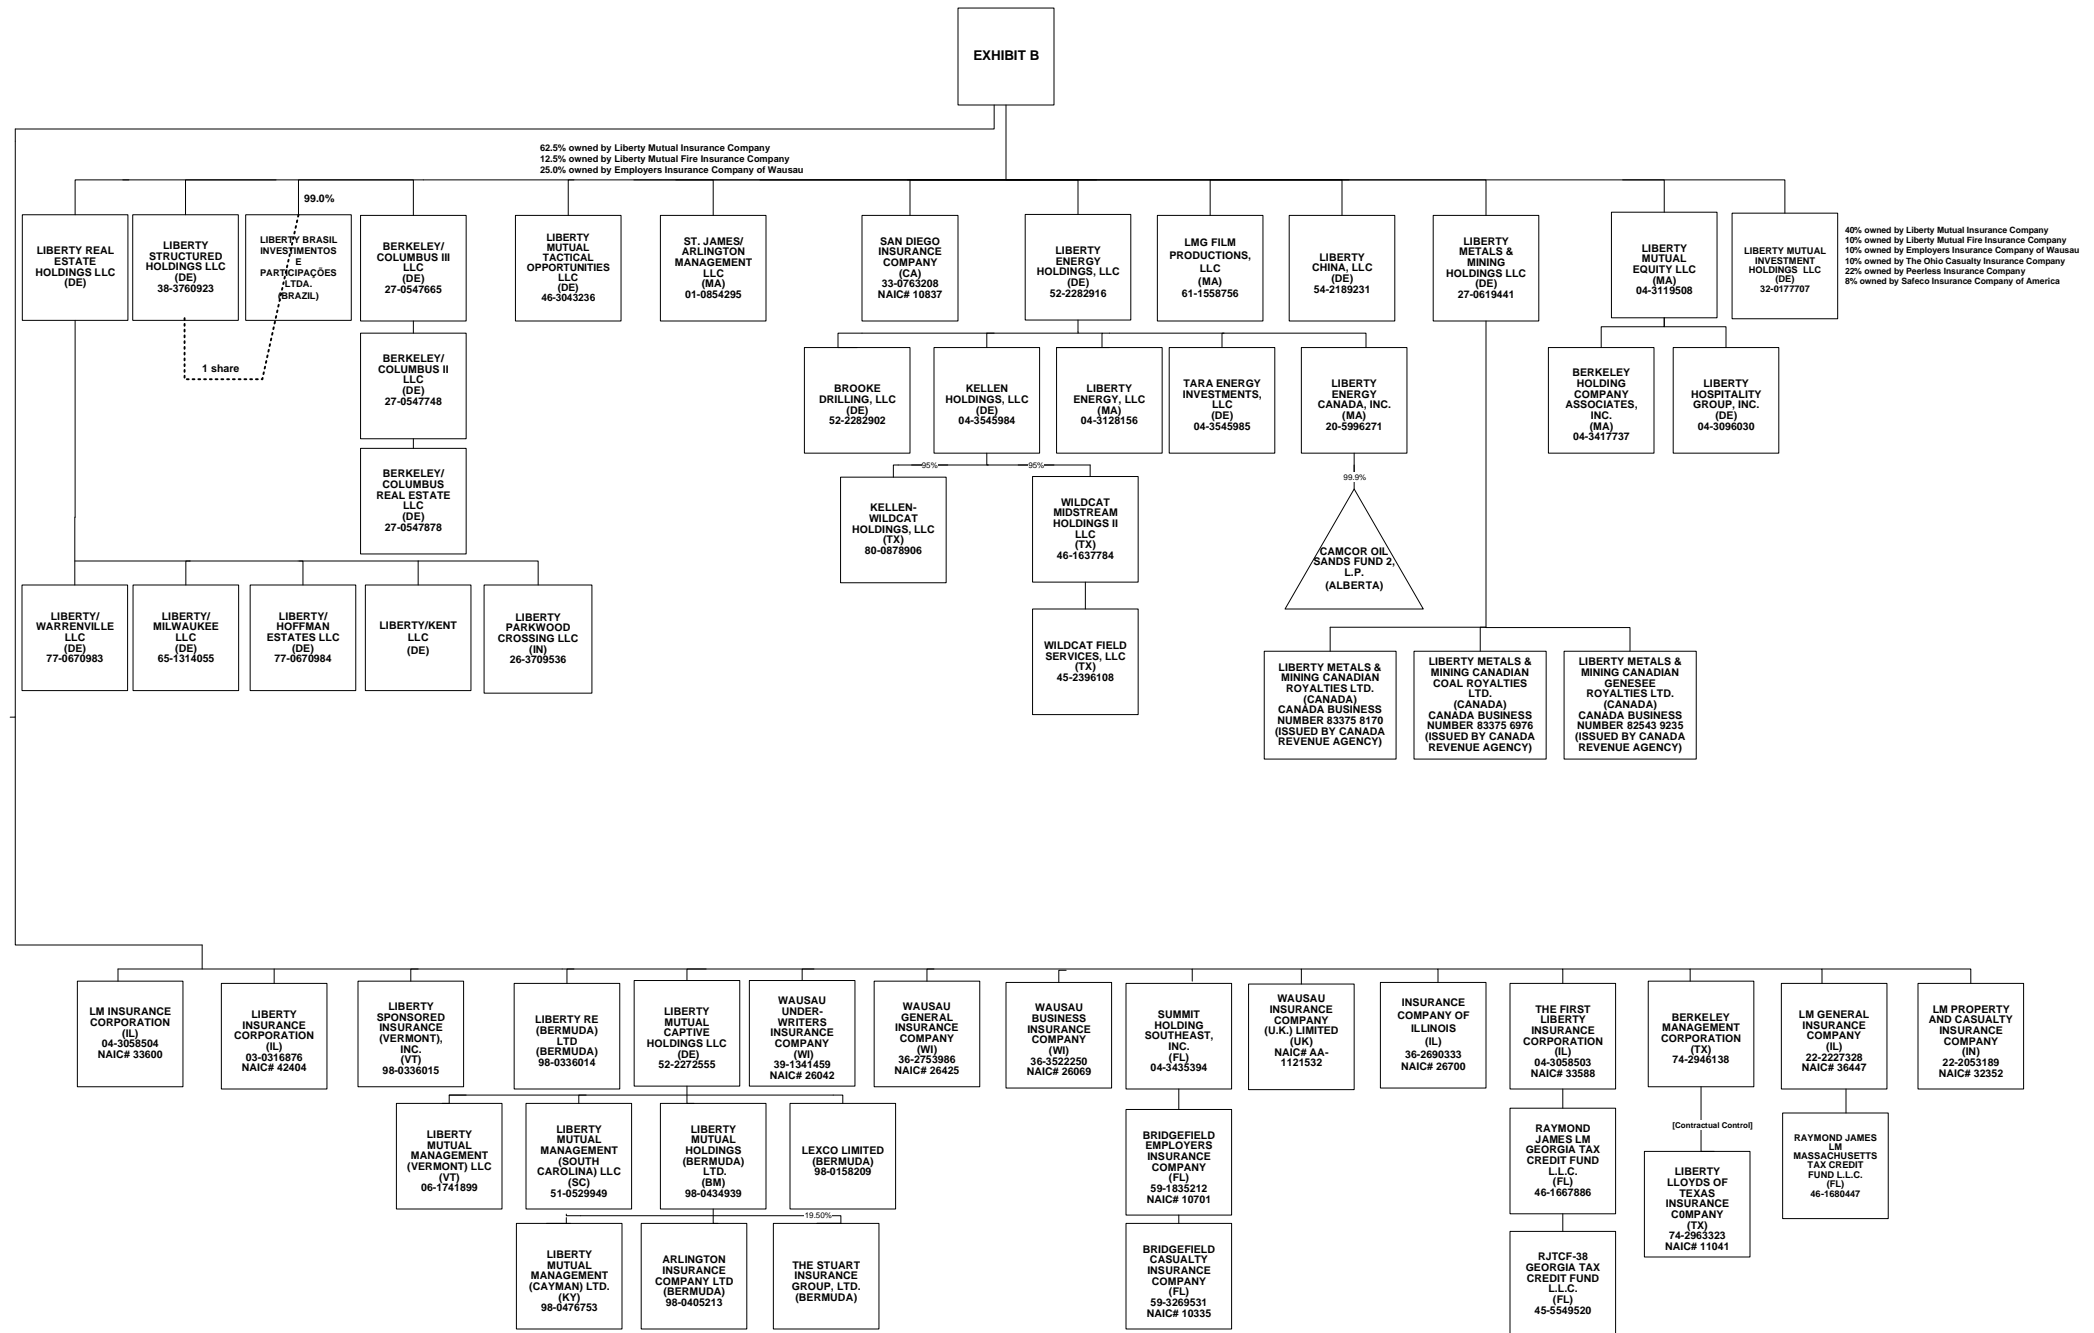 EXHIBIT B
62.5% owned by Liberty Mutual Insurance Company
12.5% owned by Liberty Mutual Fire Insurance Company
25.0% owned by Employers Insurance Company of Wausau
99.0%
LIBERTY REAL
ESTATE
HOLDINGS LLC
(DE)
LIBERTY
STRUCTURED
HOLDINGS LLC
(DE)
38-3760923
LIBERTY BRASIL
INVESTIMENTOS
E
PARTICIPAÇÕES
LTDA.
(BRAZIL)
BERKELEY/
COLUMBUS III
LLC
(DE)
27-0547665
LIBERTY
MUTUAL
TACTICAL
OPPORTUNITIES
LLC
(DE)
46-3043236
ST. JAMES/
ARLINGTON
MANAGEMENT
LLC
(MA)
01-0854295
SAN DIEGO
INSURANCE
COMPANY
(CA)
33-0763208
NAIC# 10837
LIBERTY
ENERGY
HOLDINGS, LLC
(DE)
52-2282916
LMG FILM
PRODUCTIONS,
LLC
(MA)
61-1558756
LIBERTY
CHINA, LLC
(DE)
54-2189231
LIBERTY
METALS &
MINING
HOLDINGS LLC
(DE)
27-0619441
LIBERTY
MUTUAL
EQUITY LLC
(MA)
04-3119508
LIBERTY MUTUAL
INVESTMENT
HOLDINGS  LLC
(DE)
32-0177707
40% owned by Liberty Mutual Insurance Company
10% owned by Liberty Mutual Fire Insurance Company
10% owned by Employers Insurance Company of Wausau
10% owned by The Ohio Casualty Insurance Company
22% owned by Peerless Insurance Company
8% owned by Safeco Insurance Company of America
1 share
BERKELEY/
COLUMBUS II
LLC
(DE)
27-0547748
BROOKE
DRILLING, LLC
(DE)
52-2282902
KELLEN
HOLDINGS, LLC
(DE)
04-3545984
LIBERTY
ENERGY, LLC
(MA)
04-3128156
TARA ENERGY
INVESTMENTS,
LLC
(DE)
04-3545985
LIBERTY
ENERGY
CANADA, INC.
(MA)
20-5996271
BERKELEY
HOLDING
COMPANY
ASSOCIATES,
INC.
(MA)
04-3417737
LIBERTY
HOSPITALITY
GROUP, INC.
(DE)
04-3096030
BERKELEY/
COLUMBUS
REAL ESTATE
LLC
(DE)
27-0547878
95%
95%
99.9%
KELLEN-
WILDCAT
HOLDINGS, LLC
(TX)
80-0878906
WILDCAT
MIDSTREAM
HOLDINGS II
LLC
(TX)
46-1637784
CAMCOR OIL
SANDS FUND 2,
L.P.
(ALBERTA)
LIBERTY/
WARRENVILLE
LLC
(DE)
77-0670983
LIBERTY/
MILWAUKEE
LLC
(DE)
65-1314055
LIBERTY/
HOFFMAN
ESTATES LLC
(DE)
77-0670984
LIBERTY/KENT
LLC
(DE)
LIBERTY
PARKWOOD
CROSSING LLC
(IN)
26-3709536
WILDCAT FIELD
SERVICES, LLC
(TX)
45-2396108
LIBERTY METALS &
MINING CANADIAN
ROYALTIES LTD.
(CANADA)
CANADA BUSINESS
NUMBER 83375 8170
(ISSUED BY CANADA
REVENUE AGENCY)
LIBERTY METALS &
MINING CANADIAN
COAL ROYALTIES
LTD.
(CANADA)
CANADA BUSINESS
NUMBER 83375 6976
(ISSUED BY CANADA
REVENUE AGENCY)
LIBERTY METALS &
MINING CANADIAN
GENESEE
ROYALTIES LTD.
(CANADA)
CANADA BUSINESS
NUMBER 82543 9235
(ISSUED BY CANADA
REVENUE AGENCY)
LM INSURANCE
CORPORATION
(IL)
04-3058504
NAIC# 33600
LIBERTY
INSURANCE
CORPORATION
(IL)
03-0316876
NAIC# 42404
LIBERTY
SPONSORED
INSURANCE
(VERMONT),
INC.
(VT)
98-0336015
LIBERTY RE
(BERMUDA)
LTD
(BERMUDA)
98-0336014
LIBERTY
MUTUAL
CAPTIVE
HOLDINGS LLC
(DE)
52-2272555
WAUSAU
UNDER-
WRITERS
INSURANCE
COMPANY
(WI)
39-1341459
NAIC# 26042
WAUSAU
GENERAL
INSURANCE
COMPANY
(WI)
36-2753986
NAIC# 26425
WAUSAU
BUSINESS
INSURANCE
COMPANY
(WI)
36-3522250
NAIC# 26069
SUMMIT
HOLDING
SOUTHEAST,
INC.
(FL)
04-3435394
WAUSAU
INSURANCE
COMPANY
(U.K.) LIMITED
(UK)
NAIC# AA-
1121532
INSURANCE
COMPANY OF
ILLINOIS
(IL)
36-2690333
NAIC# 26700
THE FIRST
LIBERTY
INSURANCE
CORPORATION
(IL)
04-3058503
NAIC# 33588
BERKELEY
MANAGEMENT
CORPORATION
(TX)
74-2946138
LM GENERAL
INSURANCE
COMPANY
(IL)
22-2227328
NAIC# 36447
LM PROPERTY
AND CASUALTY
INSURANCE
COMPANY
(IN)
22-2053189
NAIC# 32352
LIBERTY
MUTUAL
MANAGEMENT
(VERMONT) LLC
(VT)
06-1741899
LIBERTY
MUTUAL
MANAGEMENT
(SOUTH
CAROLINA) LLC
(SC)
51-0529949
LIBERTY
MUTUAL
HOLDINGS
(BERMUDA)
LTD.
(BM)
98-0434939
LEXCO LIMITED
(BERMUDA)
98-0158209
BRIDGEFIELD
EMPLOYERS
INSURANCE
COMPANY
(FL)
59-1835212
NAIC# 10701
RAYMOND
JAMES LM
GEORGIA TAX
CREDIT FUND
L.L.C.
(FL)
46-1667886
[Contractual Control]
LIBERTY
LLOYDS OF
TEXAS
INSURANCE
C0MPANY
(TX)
74-2963323
NAIC# 11041
RAYMOND JAMES
LM
MASSACHUSETTS
TAX CREDIT
FUND L.L.C.
(FL)
46-1680447
19.50%
LIBERTY
MUTUAL
MANAGEMENT
(CAYMAN) LTD.
(KY)
98-0476753
ARLINGTON
INSURANCE
COMPANY LTD
(BERMUDA)
98-0405213
THE STUART
INSURANCE
GROUP, LTD.
(BERMUDA)
BRIDGEFIELD
CASUALTY
INSURANCE
COMPANY
(FL)
59-3269531
NAIC# 10335
RJTCF-38
GEORGIA TAX
CREDIT FUND
L.L.C.
(FL)
45-5549520